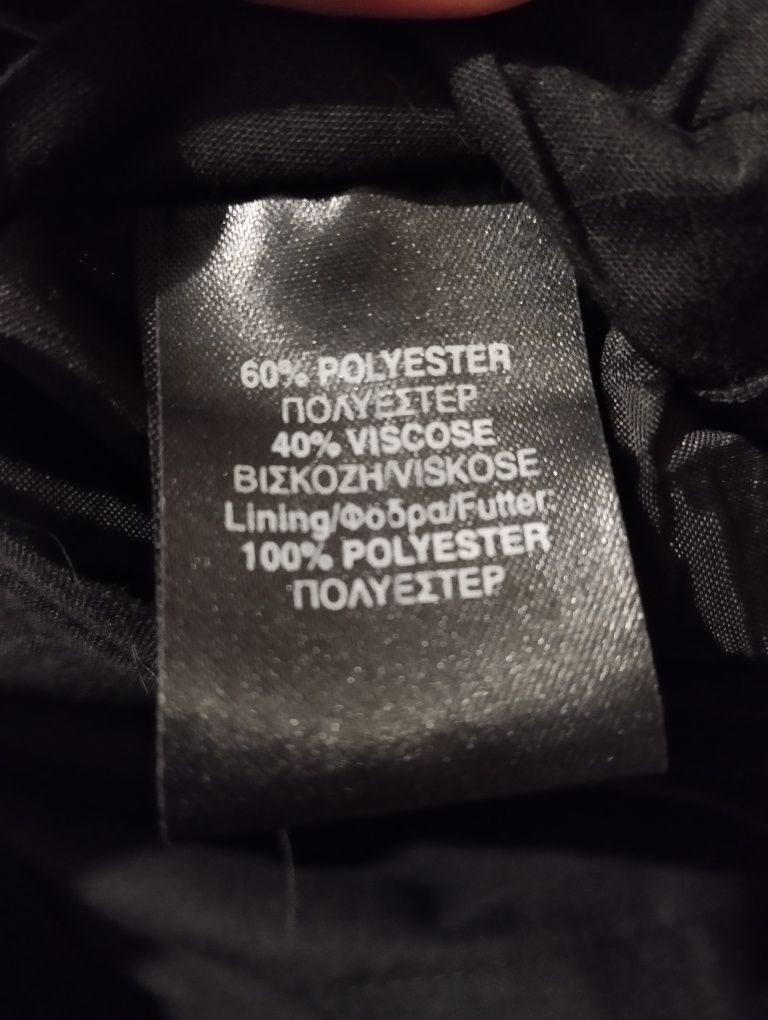 60% POLYESTER
ΠΟΛΥΕΣΤΕΡ
40% VISCOSE
ΒΙΣΚΟΖΗ/VISKOSE
Lining/Φόδρα/Futter:
100% POLYESTER
ΠΟΛΥΕΣΤΕΡ